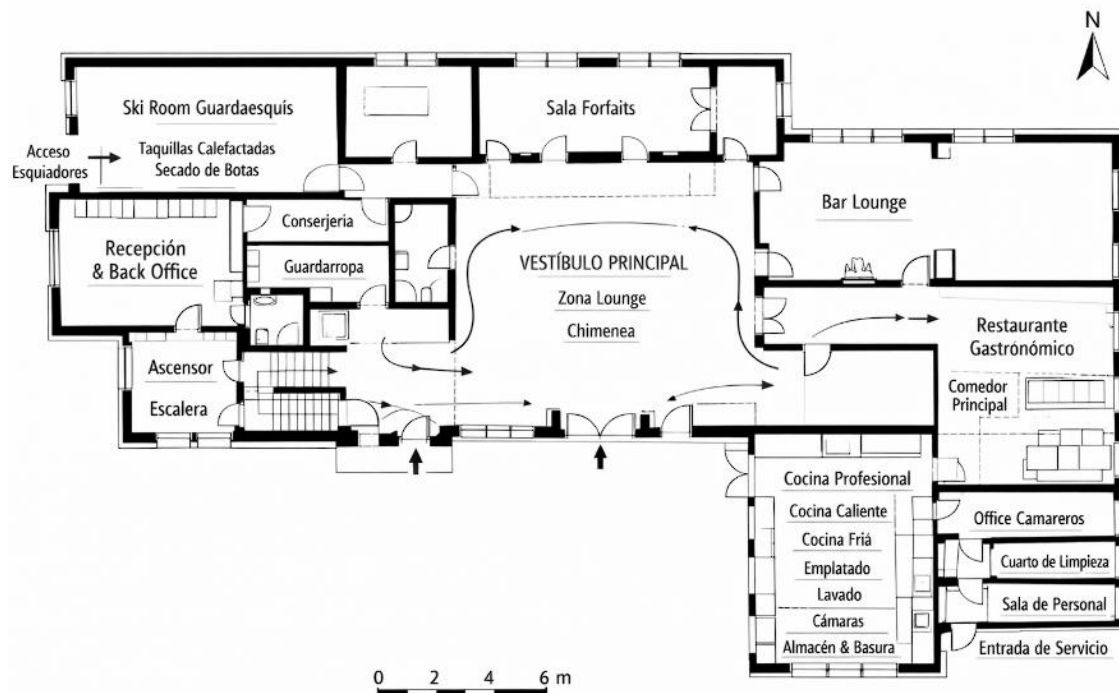 N
Ski Room Guardaesquís
Taquillas Calefactadas
Secado de Botas
Acceso
Esquiadores
Sala Forfaits
Bar Lounge
Conserjeria
Recepción
& Back Office
Guardarropa
VESTÍBULO PRINCIPAL
Zona Lounge
Chimenea
Restaurante
Gastronómico
Comedor
Principal
Ascensor
Escalera
Cocina Profesional
Cocina Caliente
Cocina Friá
Emplatado
Lavado
Cámaras
Almacén & Basura
Office Camareros
Cuarto de Limpieza
Sala de Personal
Entrada de Servicio
0 2 4 6 m